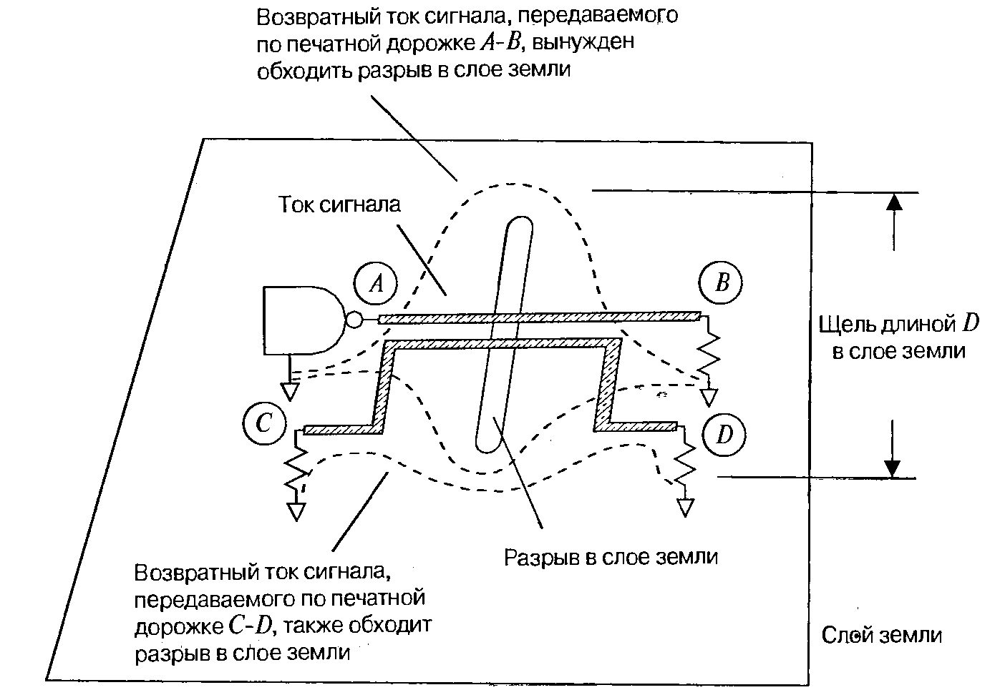 Возвратный ток сигнала, передаваемого
по печатной дорожке A-B, вынужден
обходить разрыв в слое земли
Ток сигнала
A
B
Щель длиной D
в слое земли
C
D
Разрыв в слое земли
Возвратный ток сигнала,
передаваемого по печатной
дорожке C-D, также обходит
разрыв в слое земли
Слой земли